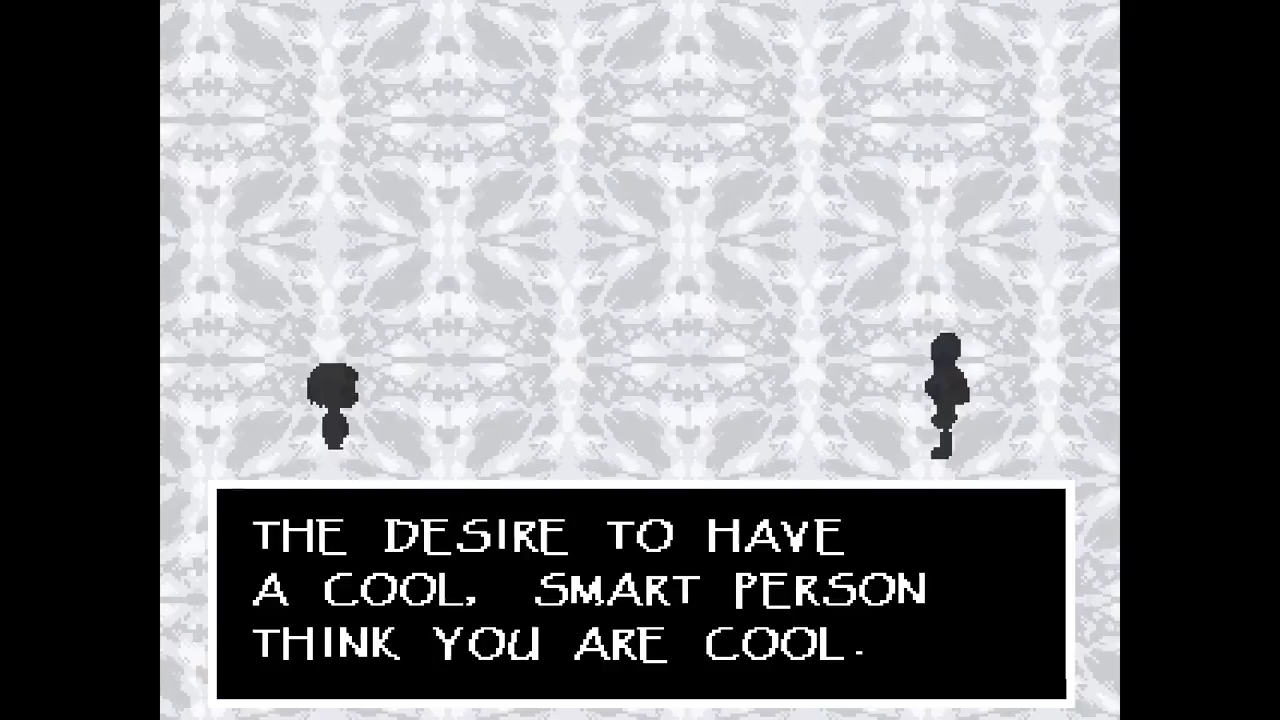 THE DESIRE TO HAVE
A COOL, SMART PERSON
THINK YOU ARE COOL.